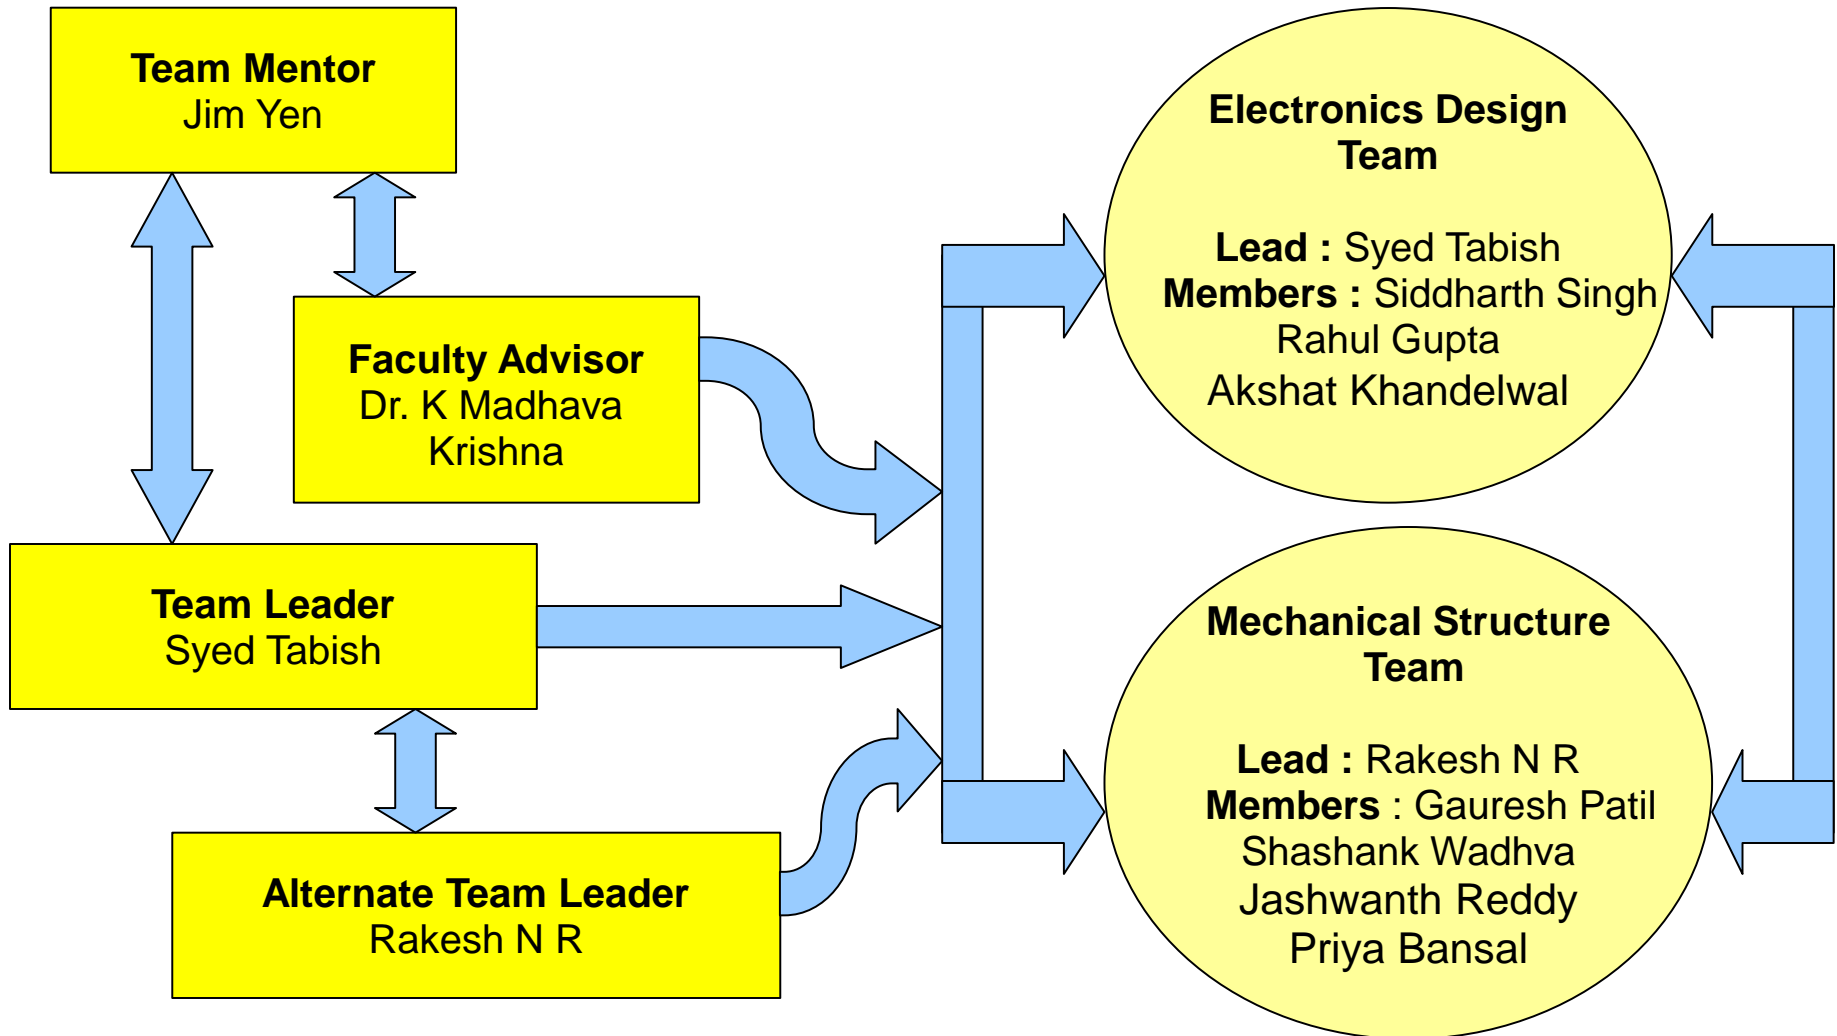 Team Mentor
Jim Yen
Faculty Advisor
Dr. K Madhava
Krishna
Team Leader
Syed Tabish
Alternate Team Leader
Rakesh N R
Electronics Design
Team
Lead : Syed Tabish
Members : Siddharth Singh
Rahul Gupta
Akshat Khandelwal
Mechanical Structure
Team
Lead : Rakesh N R
Members : Gauresh Patil
Shashank Wadhva
Jashwanth Reddy
Priya Bansal